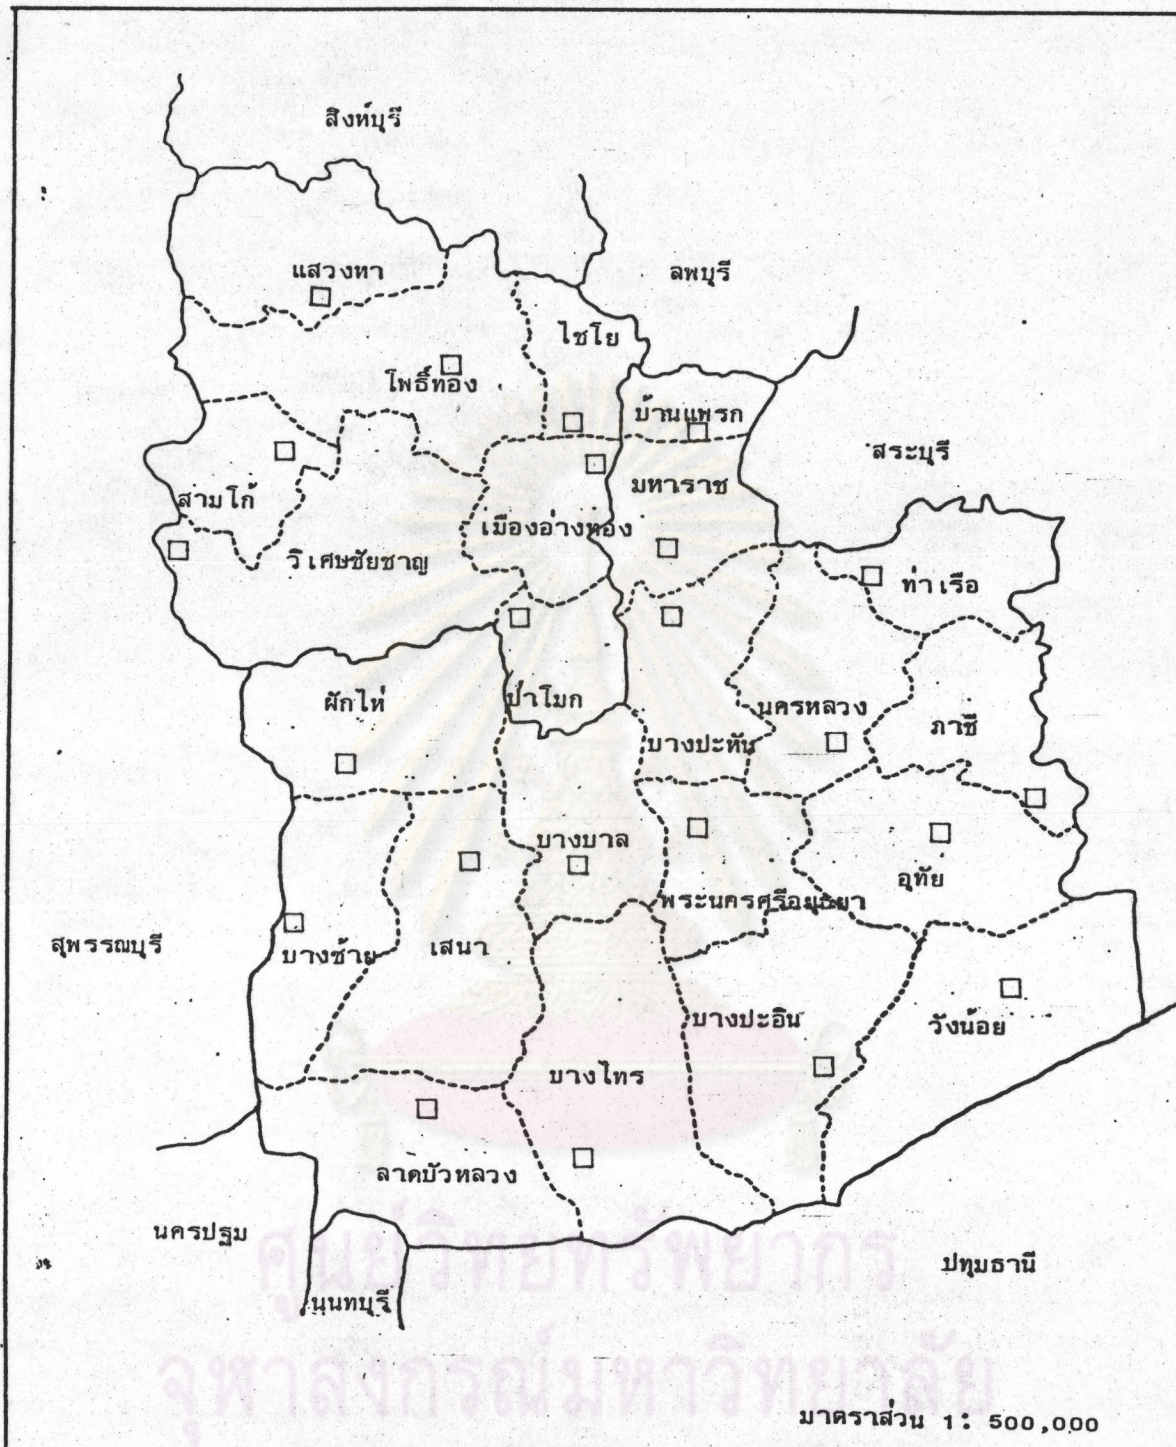 สิงห์บุรี
แสวงหา
ลพบุรี
ไชโย
โพธิ์ทอง
บ้านแพรก
สระบุรี
มหาราช
สามโก้
เมืองอ่างทอง
วิเศษชัยชาญ
ท่าเรือ
ผักไห่
ป่าโมก
นครหลวง
ภาชี
บางปะหัน
บางบาล
อุทัย
พระนครศรีอยุธยา
สุพรรณบุรี
บางซ้าย
เสนา
บางปะอิน
วังน้อย
บางไทร
ลาดบัวหลวง
นครปฐม
ปทุมธานี
นนทบุรี
ศูนย์วิทยทรัพยากร
จุฬาลงกรณ์มหาวิทยาลัย
มาตราส่วน 1: 500,000